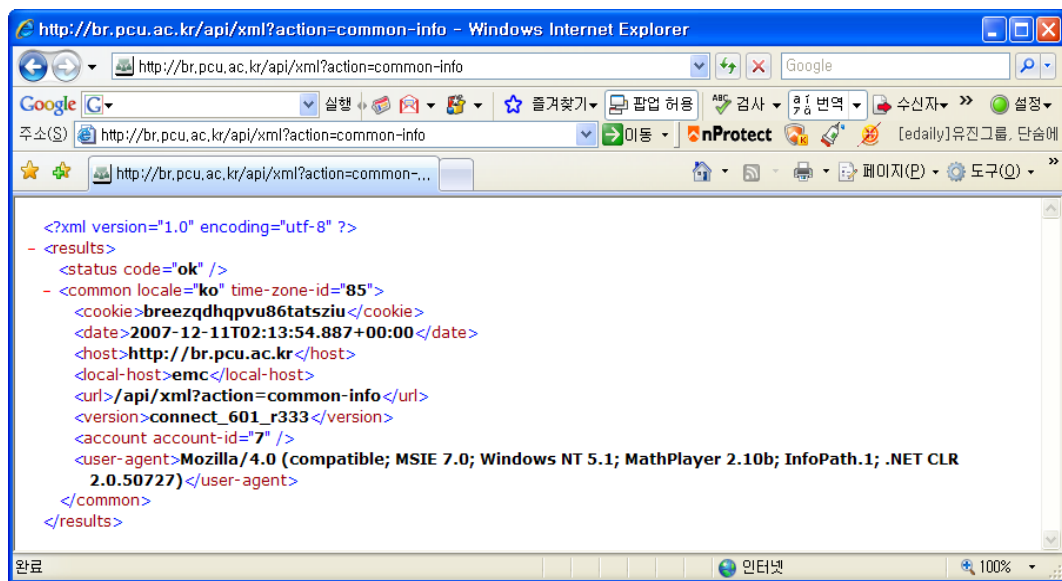 http://br.pcu.ac.kr/api/xml?action=common-info - Windows Internet Explorer
http://br.pcu.ac.kr/api/xml?action=common-info Google
Google G 실행 즐겨찾기 팝업 허용 ABC 검사 번역 수신자 » 설정
주소(S) http://br.pcu.ac.kr/api/xml?action=common-info 이동 nProtect [edaily]유진그룹, 단숨에
http://br.pcu.ac.kr/api/xml?action=common-... 페이지(P) 도구(O) »
<?xml version="1.0" encoding="utf-8" ?>
- <results>
<status code="ok" />
- <common locale="ko" time-zone-id="85">
<cookie>breezqdhqpvu86tatsziu</cookie>
<date>2007-12-11T02:13:54.887+00:00</date>
<host>http://br.pcu.ac.kr</host>
<local-host>emc</local-host>
<url>/api/xml?action=common-info</url>
<version>connect_601_r333</version>
<account account-id="7" />
<user-agent>Mozilla/4.0 (compatible; MSIE 7.0; Windows NT 5.1; MathPlayer 2.10b; InfoPath.1; .NET CLR
2.0.50727)</user-agent>
</common>
</results>
완료 인터넷 100%